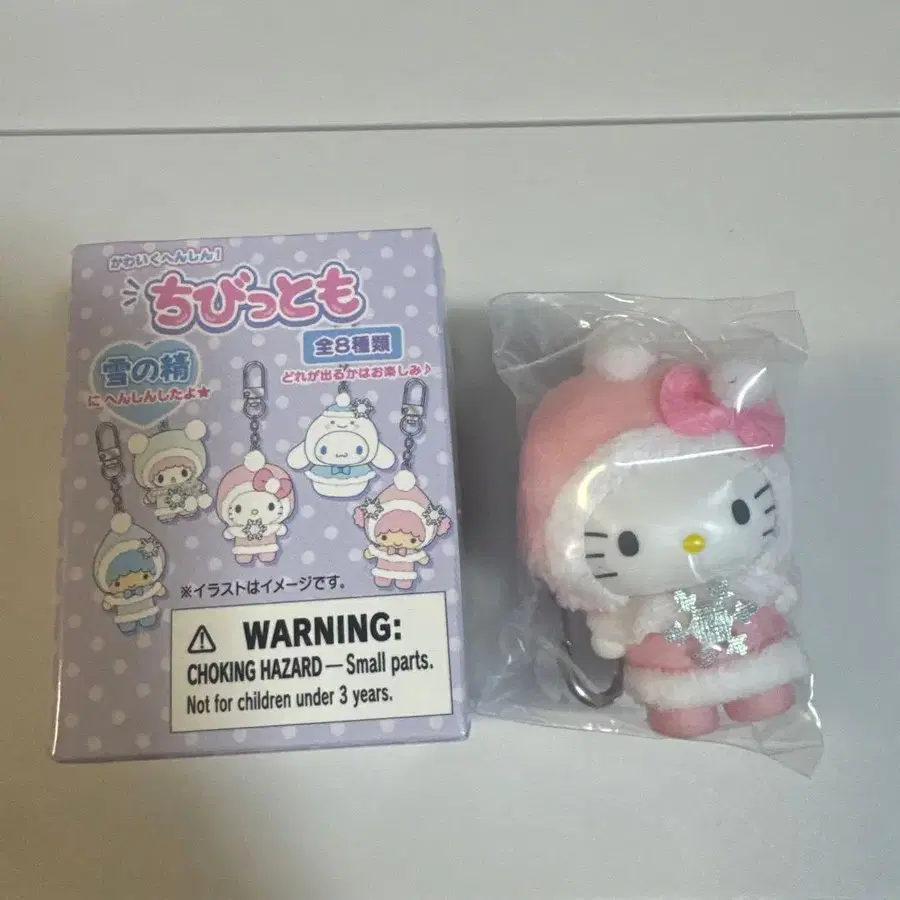 かわいくへんしん!
ちびっとも
全8種類
どれが出るかはお楽しみ♪
雪の精
に へんしんしたよ★
※イラストはイメージです。
⚠ WARNING:
CHOKING HAZARD — Small parts.
Not for children under 3 years.